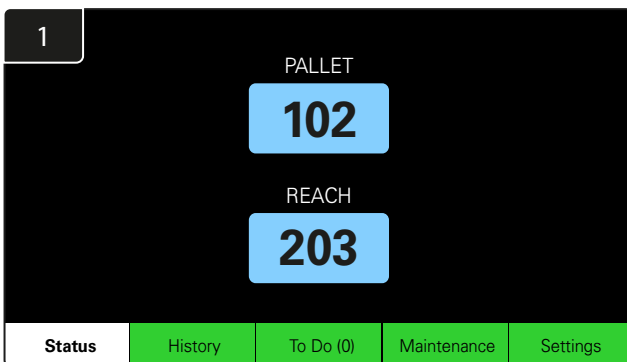 1
PALLET
102
REACH
203
Status History To Do (0) Maintenance Settings